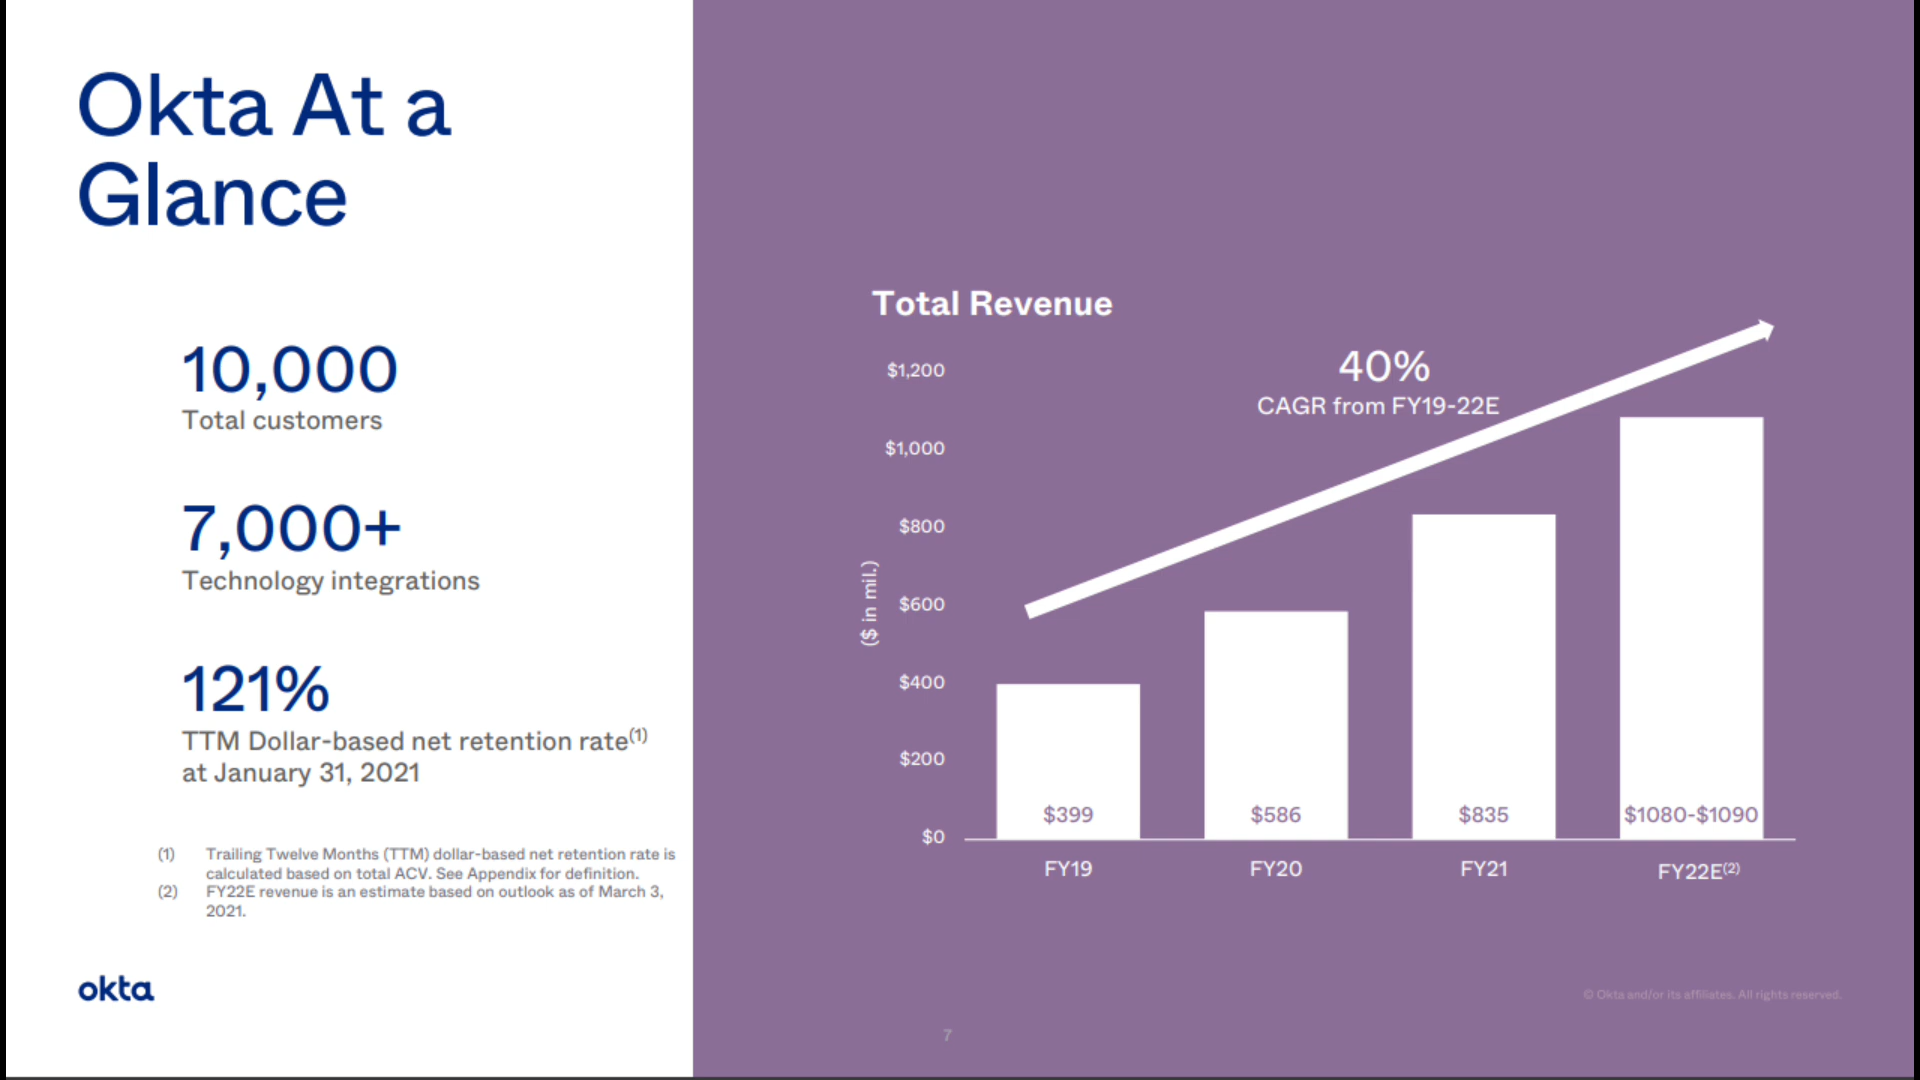 Okta At a
Glance
10,000
Total customers
7,000+
Technology integrations
121%
TTM Dollar-based net retention rate(1)
at January 31, 2021
(1) Trailing Twelve Months (TTM) dollar-based net retention rate is
calculated based on total ACV. See Appendix for definition.
(2) FY22E revenue is an estimate based on outlook as of March 3,
2021.
okta
Total Revenue
40%
CAGR from FY19-22E
($ in mil.)
$1,200
$1,000
$800
$600
$400
$200
$0
$399
$586
$835
$1080-$1090
FY19
FY20
FY21
FY22E(2)
© Okta and/or its affiliates. All rights reserved.
7